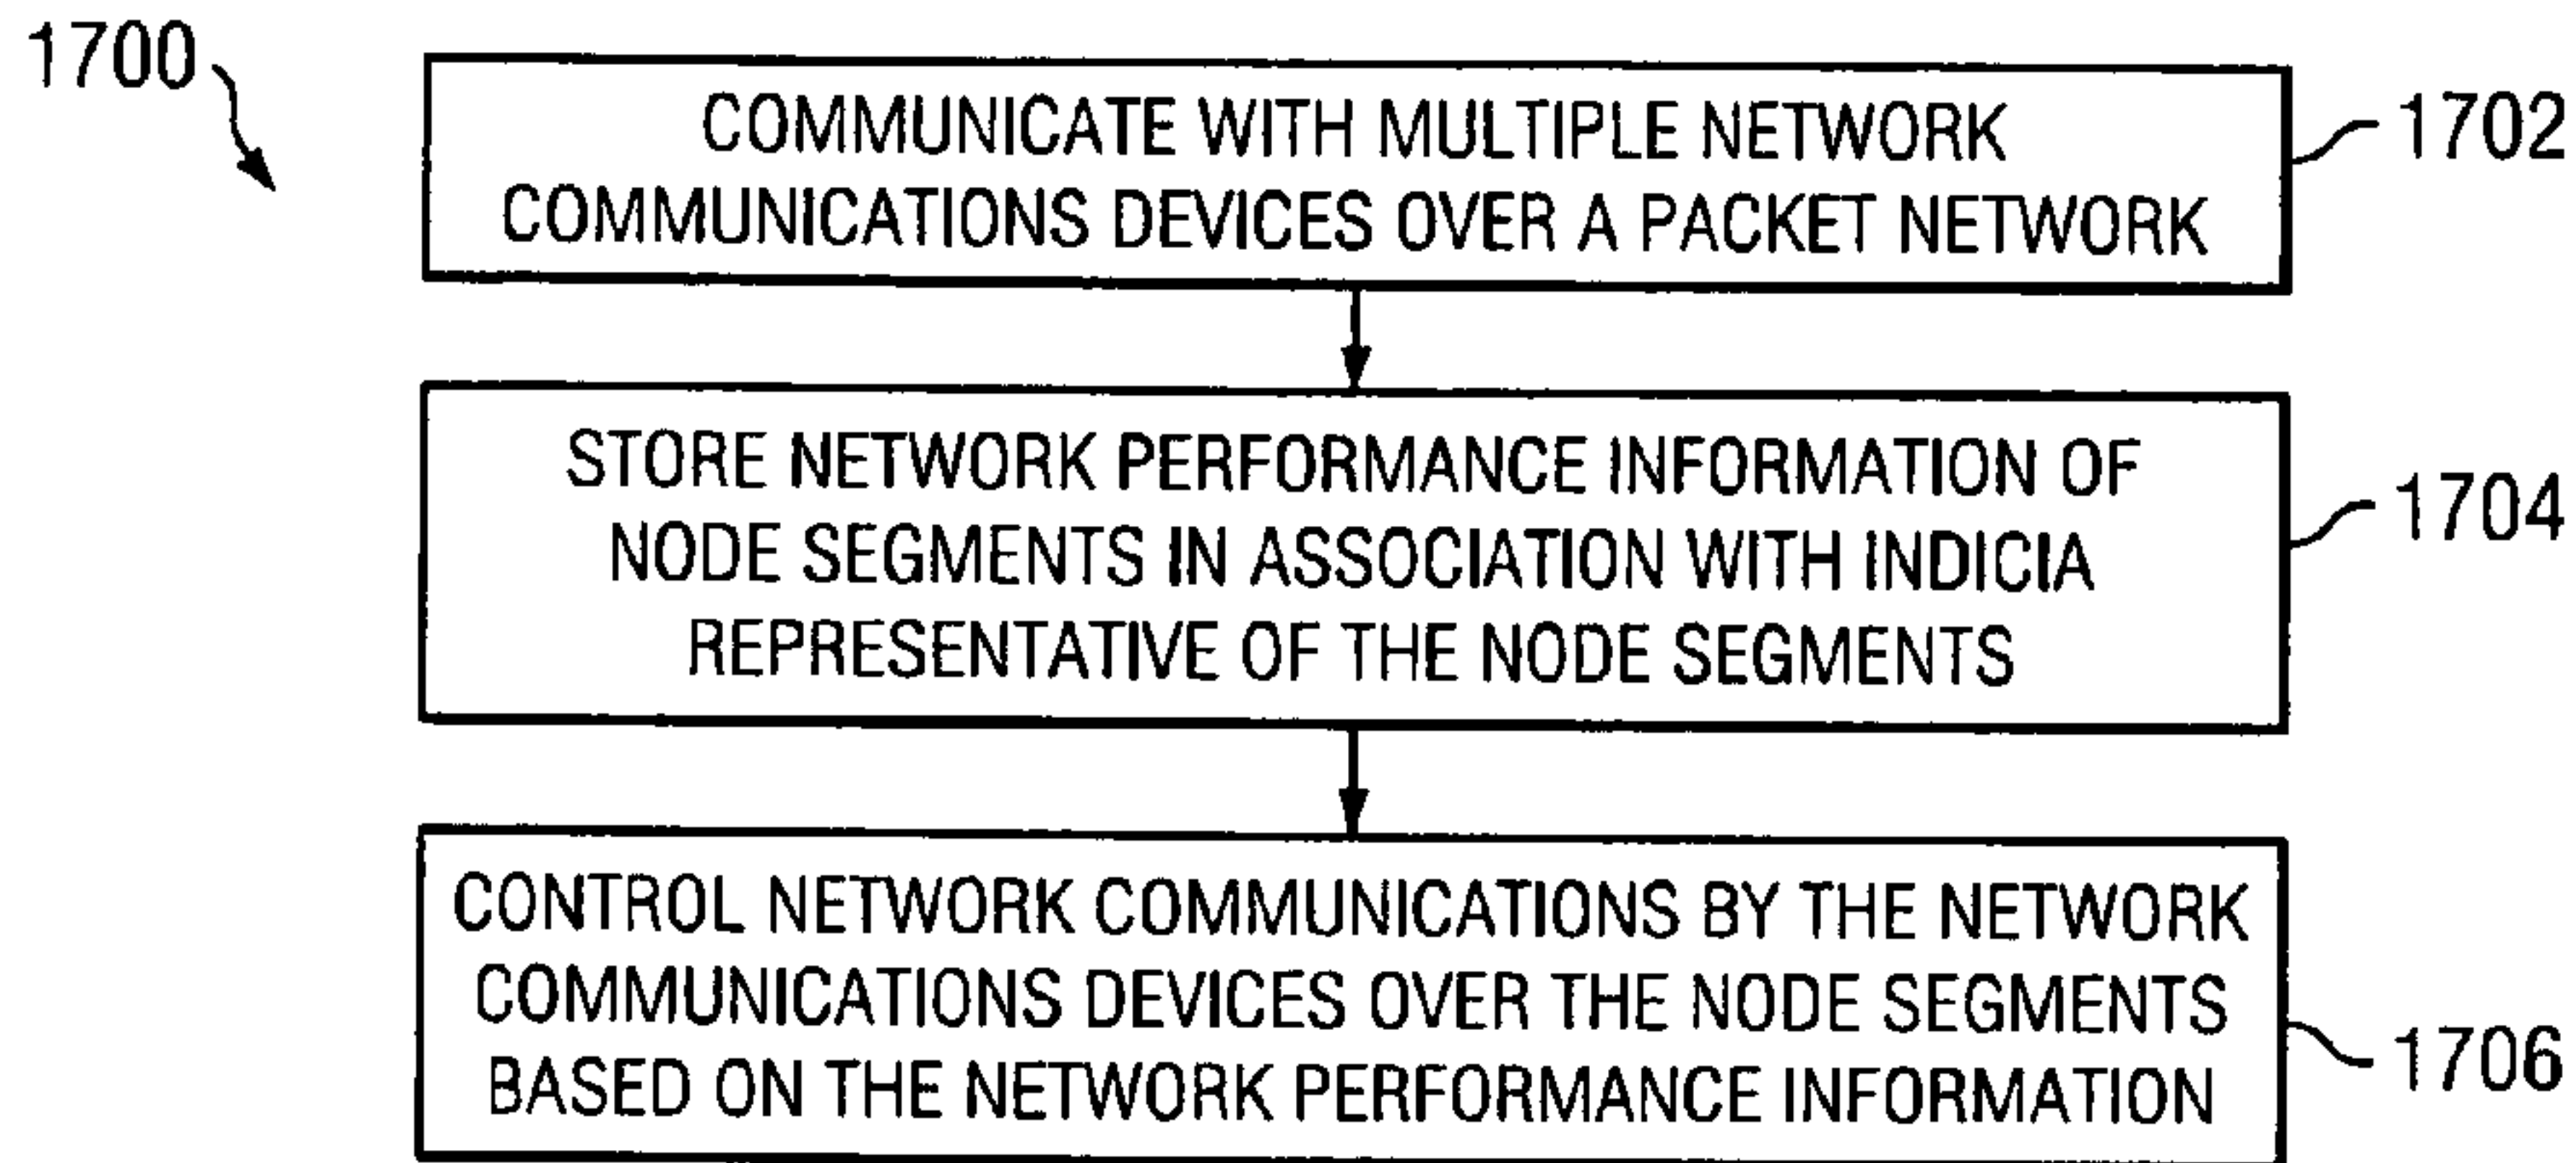 1700
COMMUNICATE WITH MULTIPLE NETWORK
COMMUNICATIONS DEVICES OVER A PACKET NETWORK
1702
STORE NETWORK PERFORMANCE INFORMATION OF
NODE SEGMENTS IN ASSOCIATION WITH INDICIA
REPRESENTATIVE OF THE NODE SEGMENTS
1704
CONTROL NETWORK COMMUNICATIONS BY THE NETWORK
COMMUNICATIONS DEVICES OVER THE NODE SEGMENTS
BASED ON THE NETWORK PERFORMANCE INFORMATION
1706